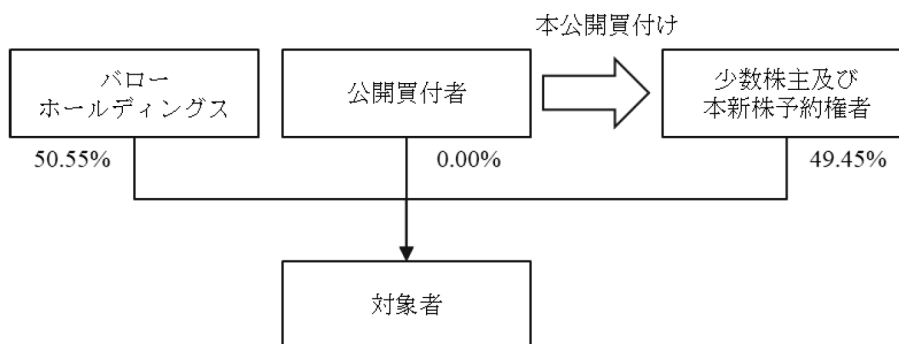 本公開買付け
バロー
ホールディングス
公開買付者
少数株主及び
本新株予約権者
50.55%
0.00%
49.45%
対象者